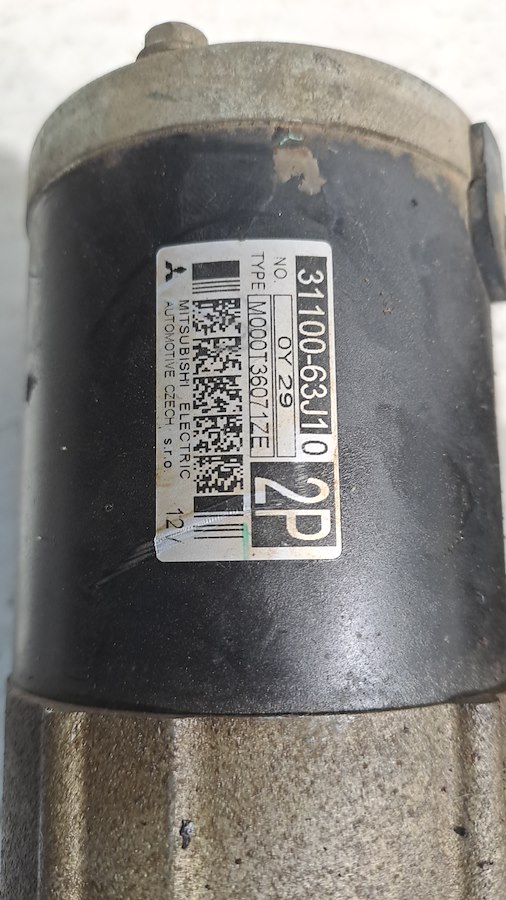 31100-63J10
2P
NO. 0Y 29
TYPE M000T36071ZE
MITSUBISHI ELECTRIC
AUTOMOTIVE CZECH s.r.o
12V